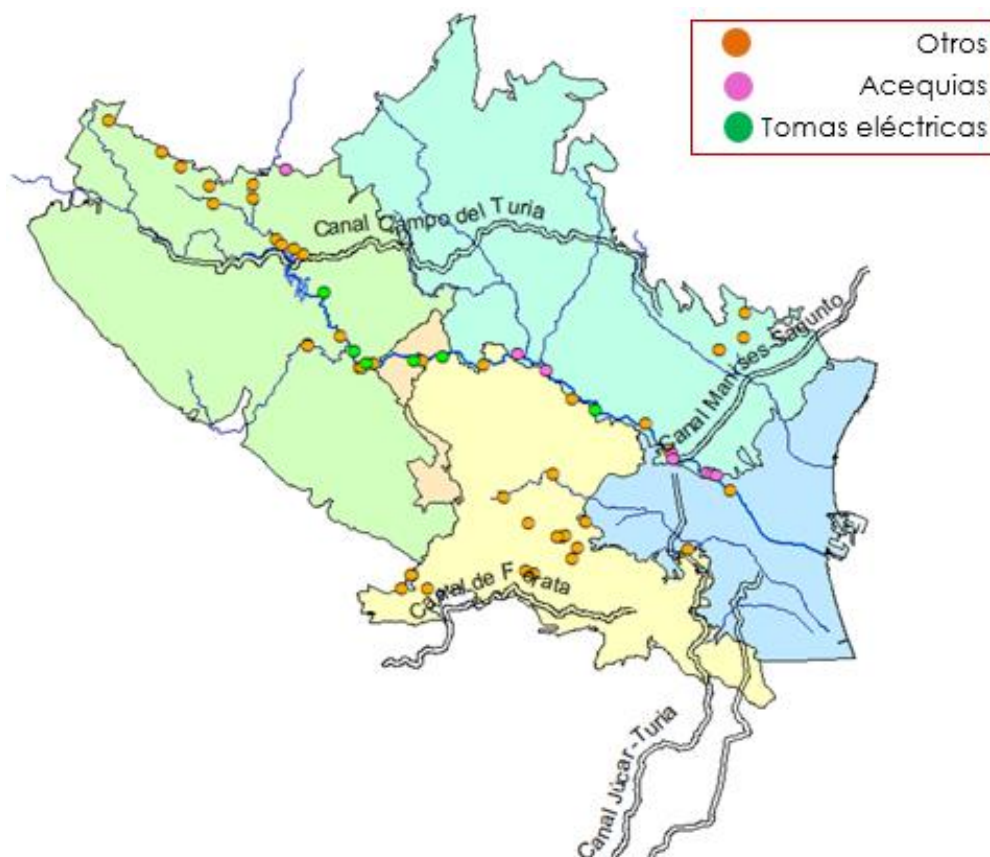 Otros
Acequias
Tomas eléctricas
Canal Campo del Turia
Canal Manises-Sagunto
Canal de Forata
Canal Júcar-Turia